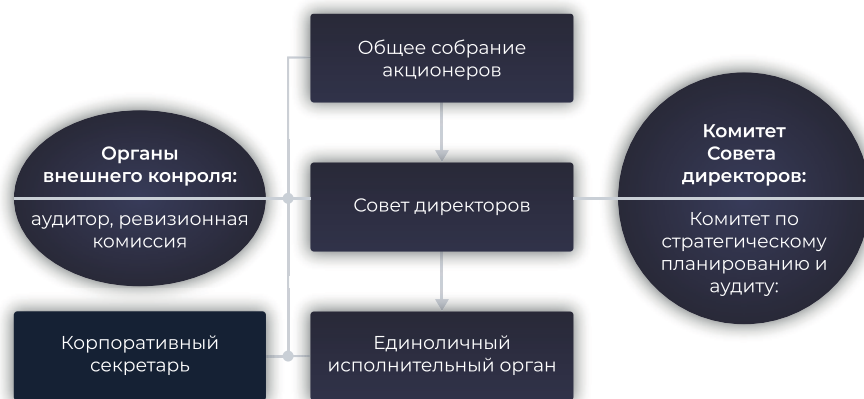 Общее собрание
акционеров
Органы
внешнего конроля:
аудитор, ревизионная
комиссия
Совет директоров
Комитет
Совета
директоров:
Комитет по
стратегическому
планированию и
аудиту:
Корпоративный
секретарь
Единоличный
исполнительный орган